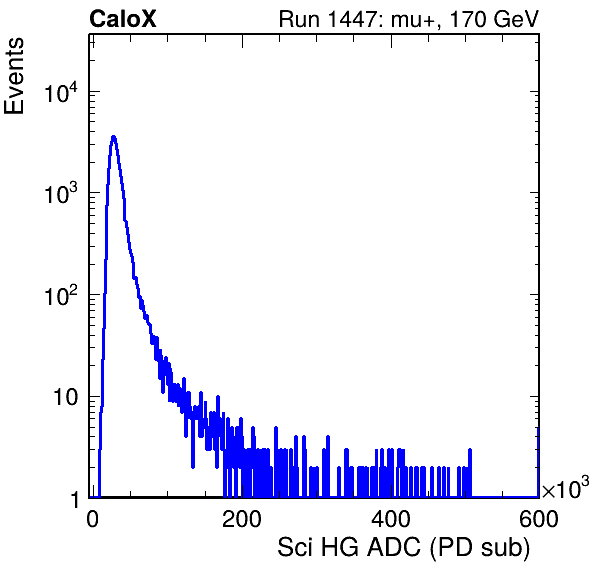 CaloX Run 1447: mu+, 170 GeV
Events
10⁴
10³
10²
10
1
0 200 400 600
×10³
Sci HG ADC (PD sub)